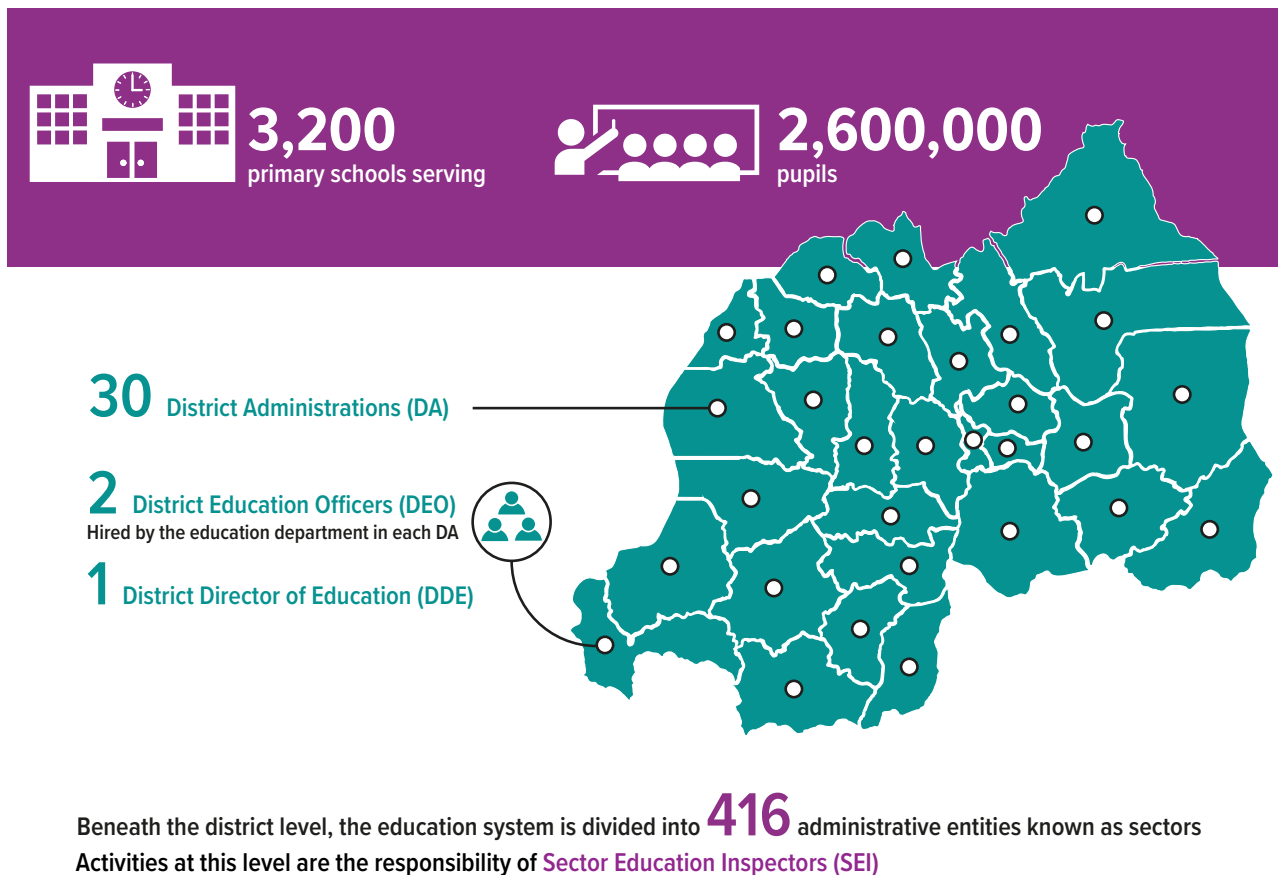 3,200
primary schools serving
2,600,000
pupils
30 District Administrations (DA)
2 District Education Officers (DEO)
Hired by the education department in each DA
1 District Director of Education (DDE)
Beneath the district level, the education system is divided into 416 administrative entities known as sectors
Activities at this level are the responsibility of Sector Education Inspectors (SEI)